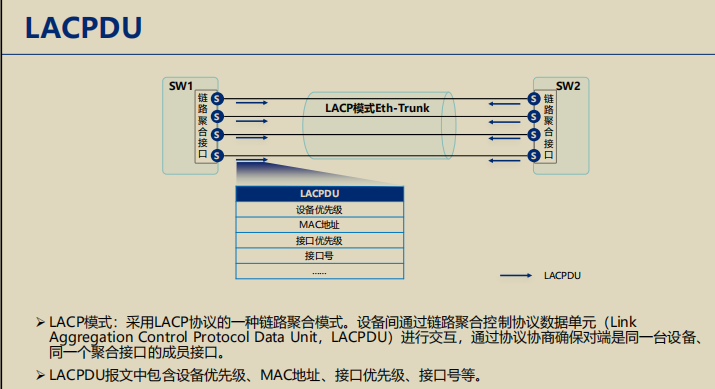 LACPDU
SW1
SW2
链路聚合接口
S
S
S
S
LACP模式Eth-Trunk
S
S
S
S
链路聚合接口
LACPDU
设备优先级
MAC地址
接口优先级
接口号
……
LACPDU
➢ LACP模式：采用LACP协议的一种链路聚合模式。设备间通过链路聚合控制协议数据单元（Link
Aggregation Control Protocol Data Unit，LACPDU）进行交互，通过协议协商确保对端是同一台设备、
同一个聚合接口的成员接口。
➢ LACPDU报文中包含设备优先级、MAC地址、接口优先级、接口号等。